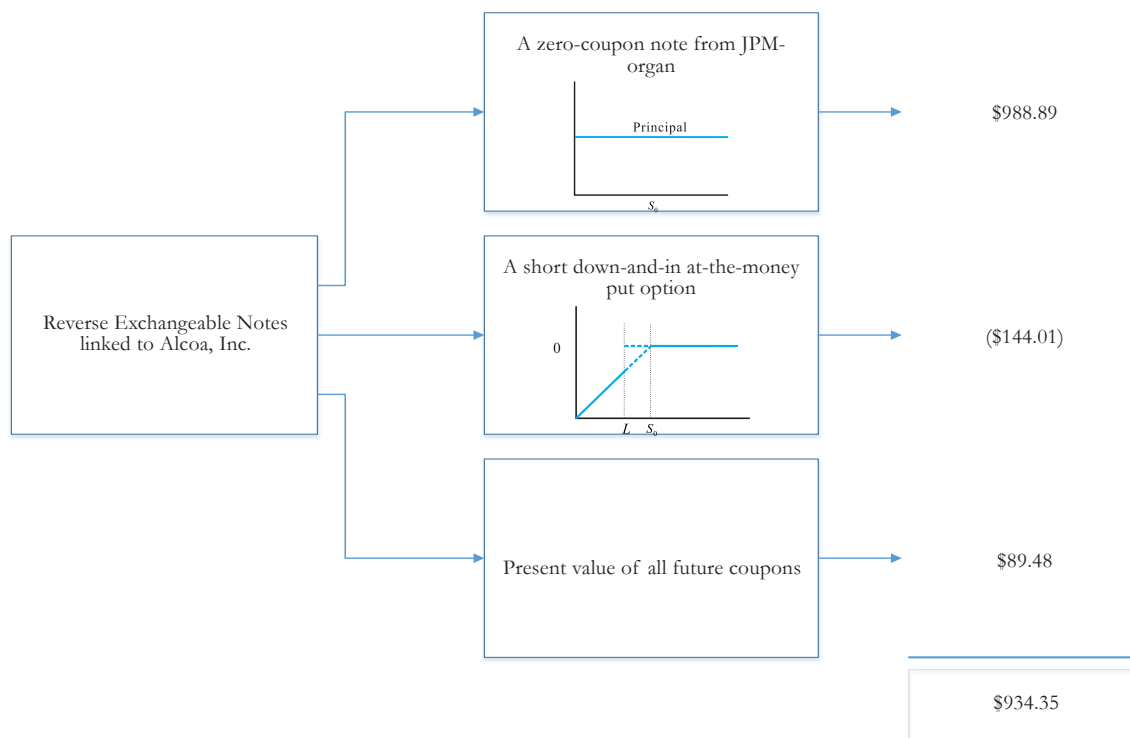 A zero-coupon note from JPM-
organ
Principal
S₀
$988.89
Reverse Exchangeable Notes
linked to Alcoa, Inc.
A short down-and-in at-the-money
put option
0
L S₀
($144.01)
Present value of all future coupons
$89.48
$934.35